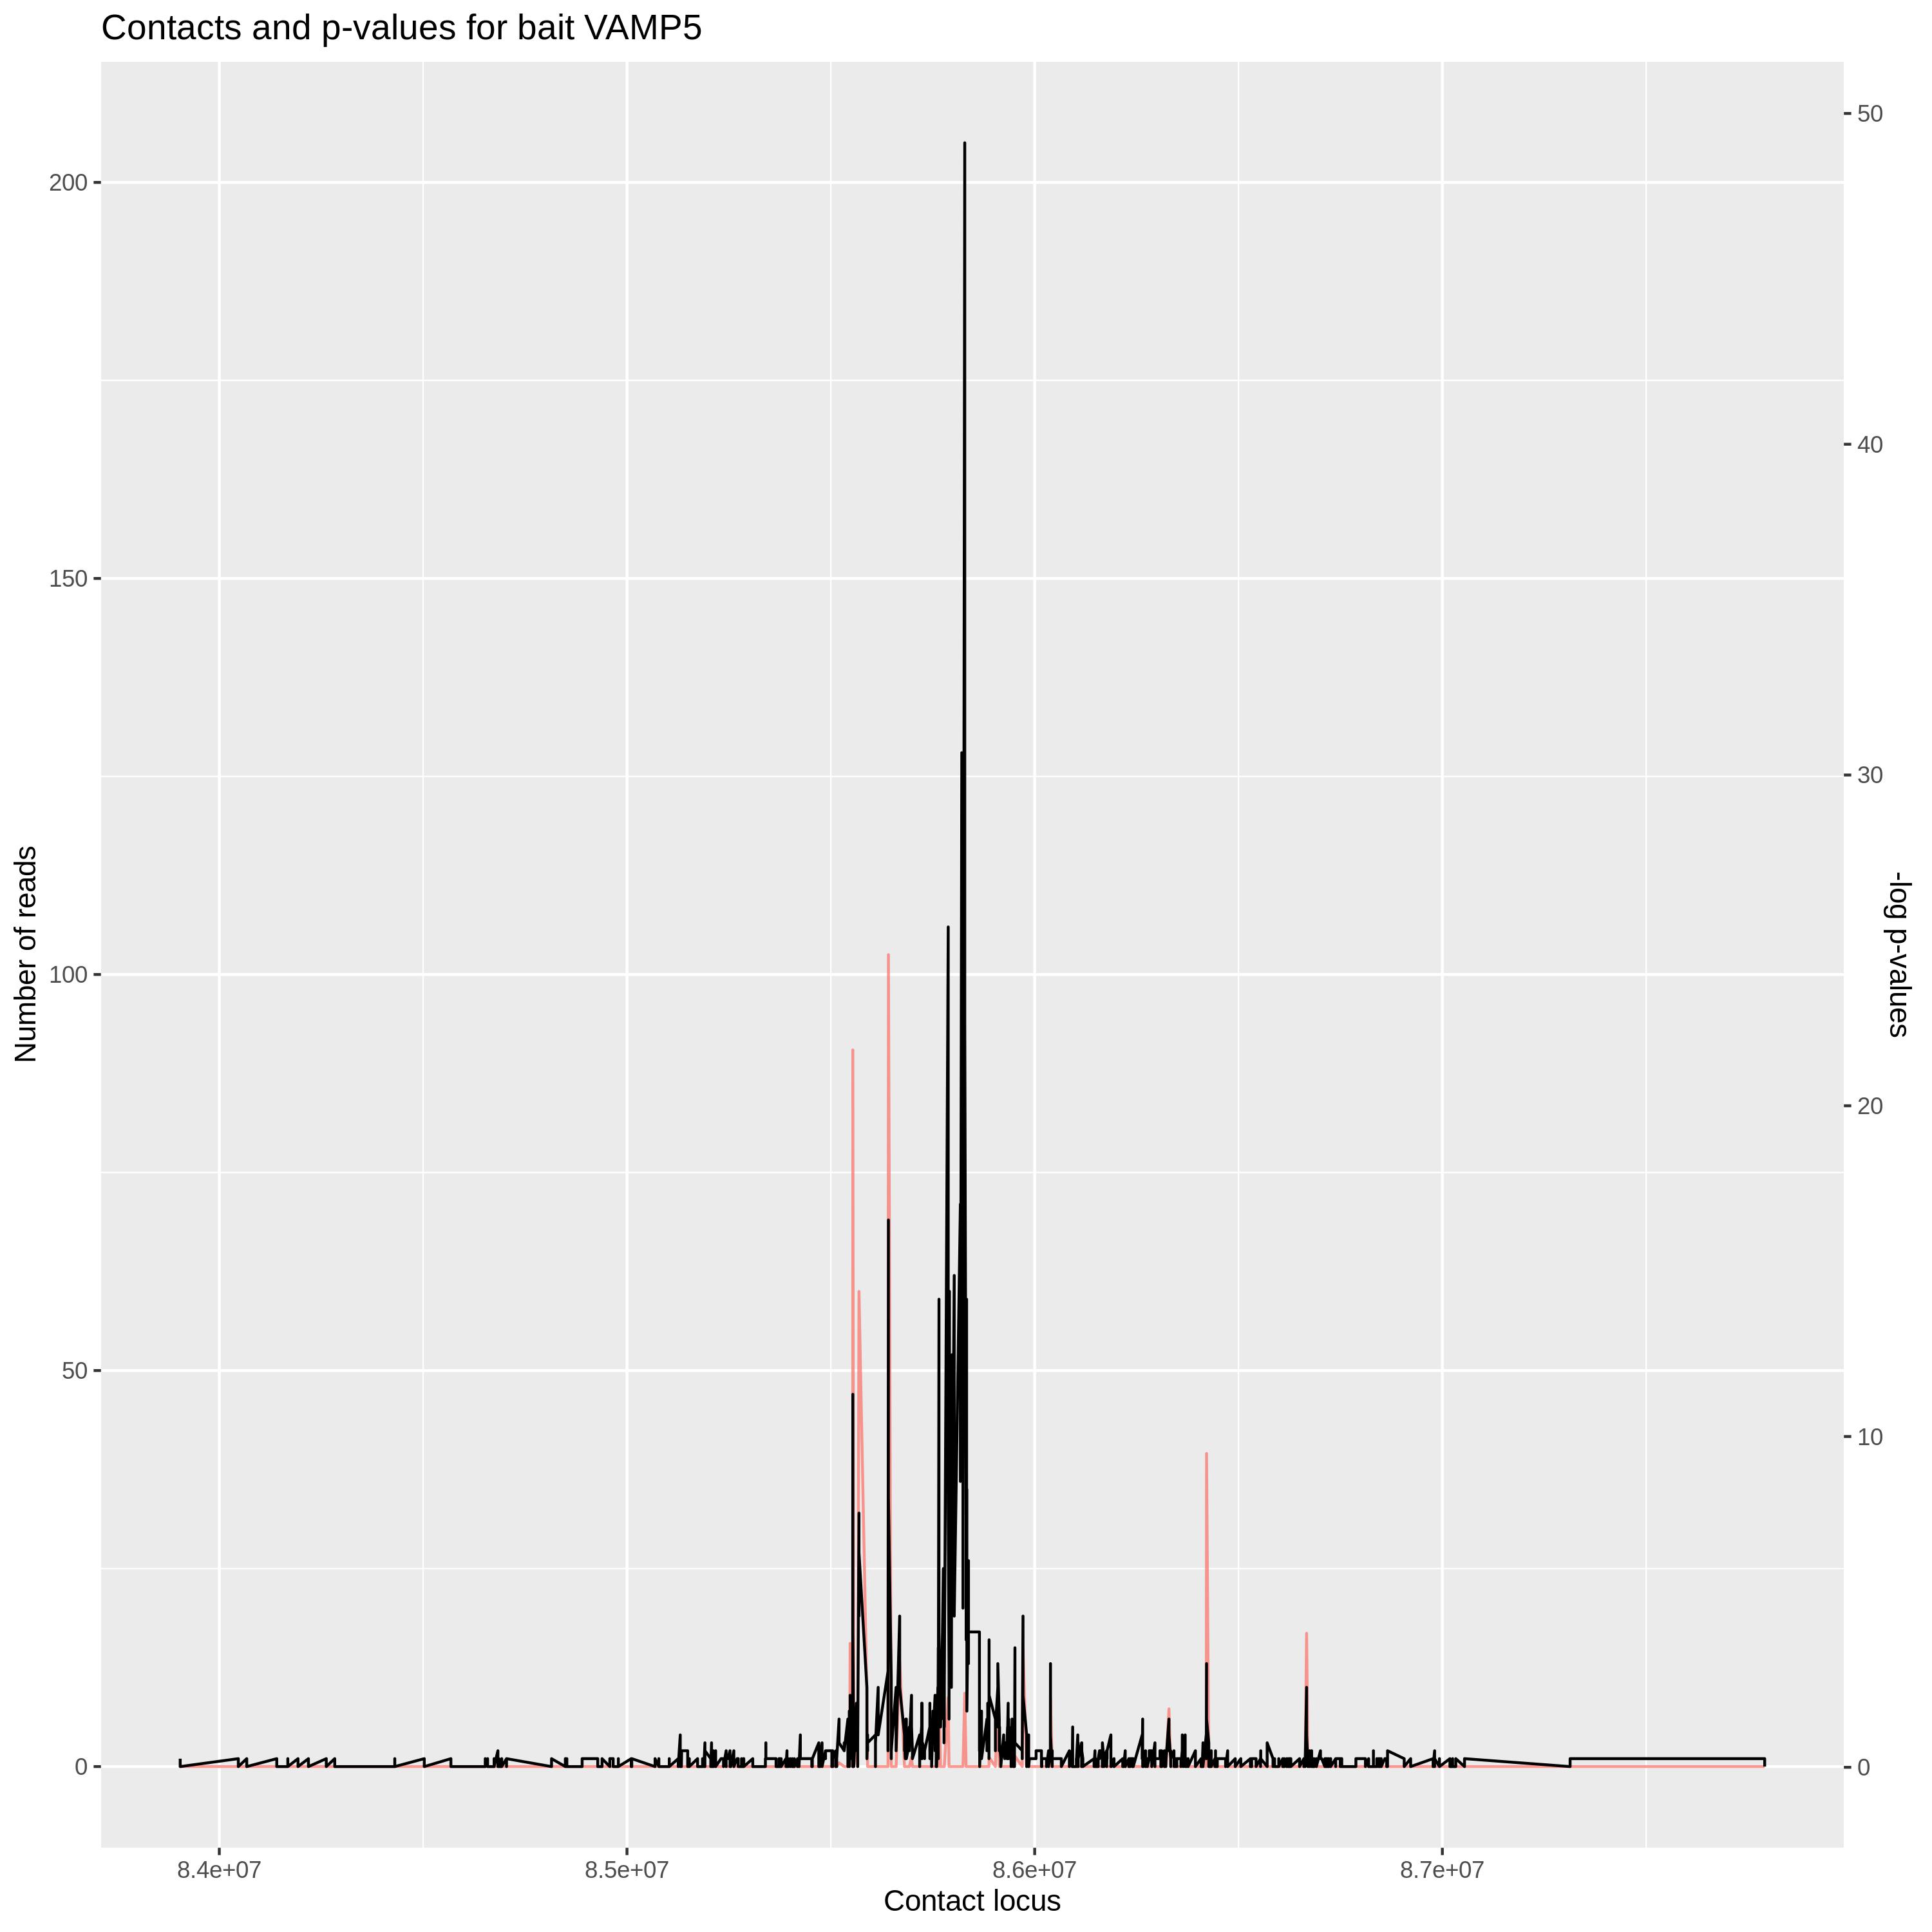 Contacts and p-values for bait VAMP5
200
150
100
50
0
Number of reads
50
40
30
20
10
0
-log p-values
8.4e+07
8.5e+07
8.6e+07
8.7e+07
Contact locus